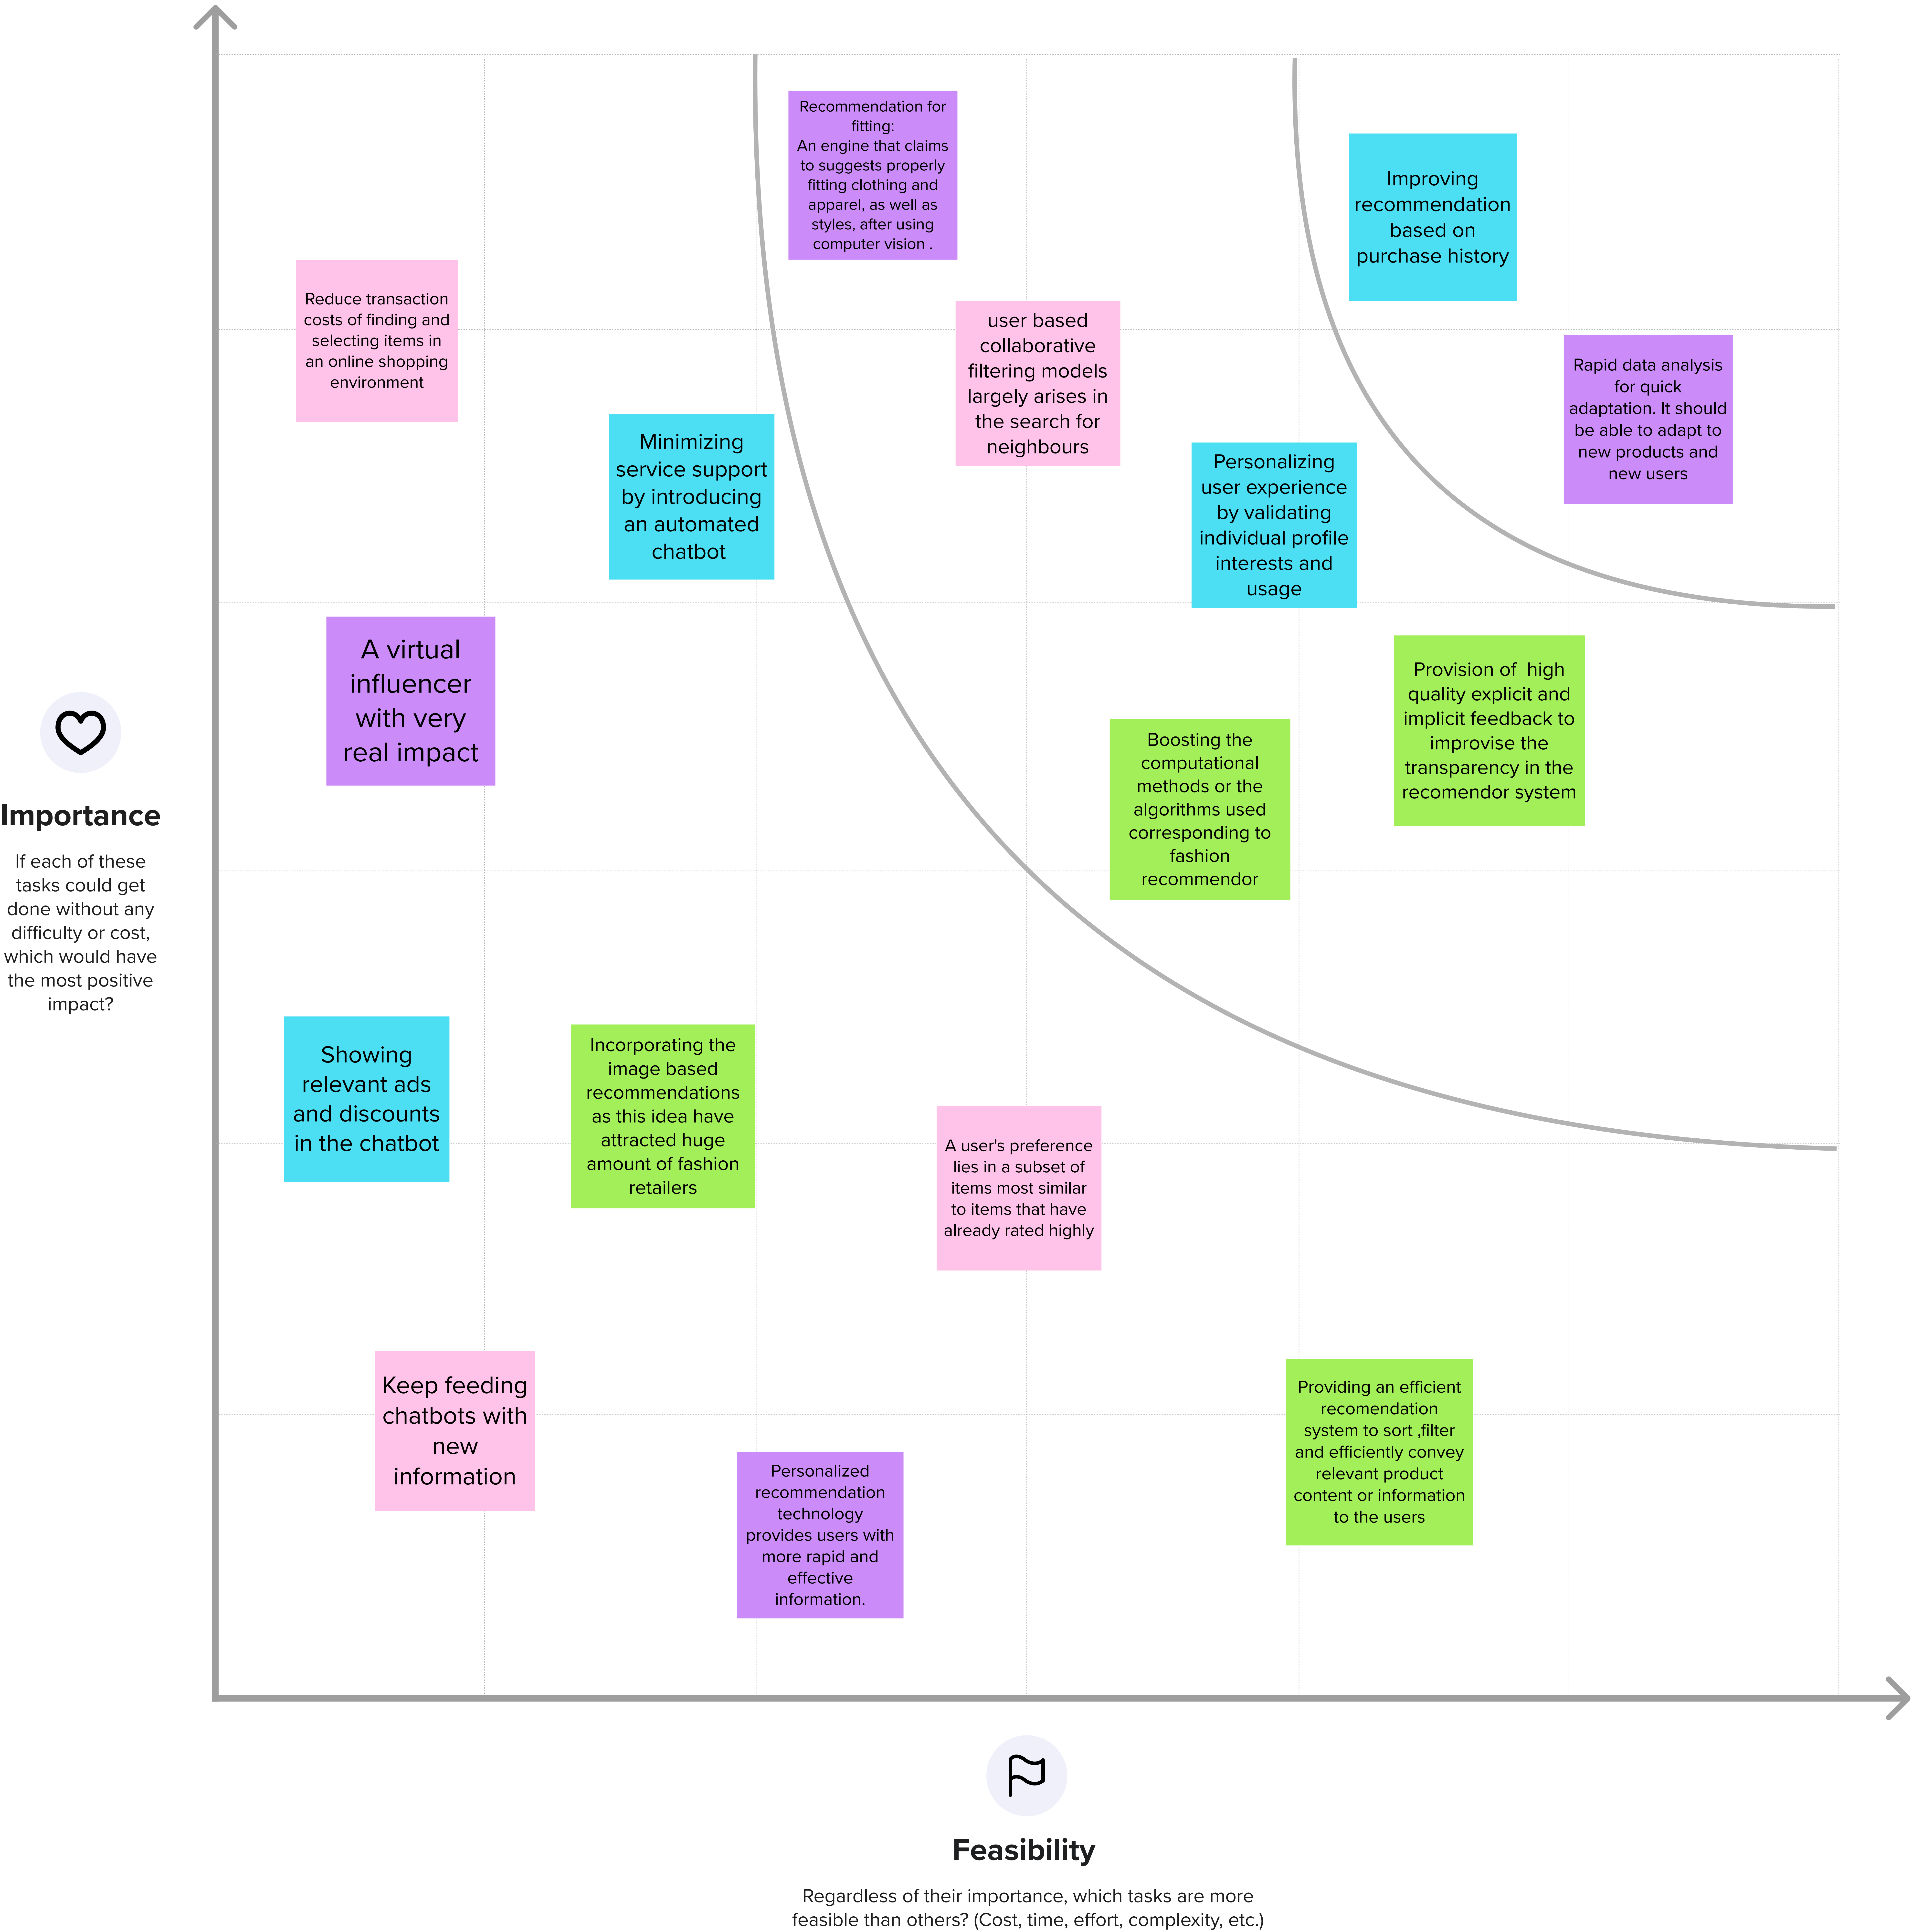 Recommendation for
fitting:
An engine that claims
to suggests properly
fitting clothing and
apparel, as well as
styles, after using
computer vision .
Improving
recommendation
based on
purchase history
Reduce transaction
costs of finding and
selecting items in
an online shopping
environment
user based
collaborative
filtering models
largely arises in
the search for
neighbours
Rapid data analysis
for quick
adaptation. It should
be able to adapt to
new products and
new users
Minimizing
service support
by introducing
an automated
chatbot
Personalizing
user experience
by validating
individual profile
interests and
usage
A virtual
influencer
with very
real impact
Provision of  high
quality explicit and
implicit feedback to
improvise the
transparency in the
recomendor system
Boosting the
computational
methods or the
algorithms used
corresponding to
fashion
recommendor
Importance
If each of these
tasks could get
done without any
difficulty or cost,
which would have
the most positive
impact?
Showing
relevant ads
and discounts
in the chatbot
Incorporating the
image based
recommendations
as this idea have
attracted huge
amount of fashion
retailers
A user's preference
lies in a subset of
items most similar
to items that have
already rated highly
Keep feeding
chatbots with
new
information
Providing an efficient
recomendation
system to sort ,filter
and efficiently convey
relevant product
content or information
to the users
Personalized
recommendation
technology
provides users with
more rapid and
effective
information.
Feasibility
Regardless of their importance, which tasks are more
feasible than others? (Cost, time, effort, complexity, etc.)